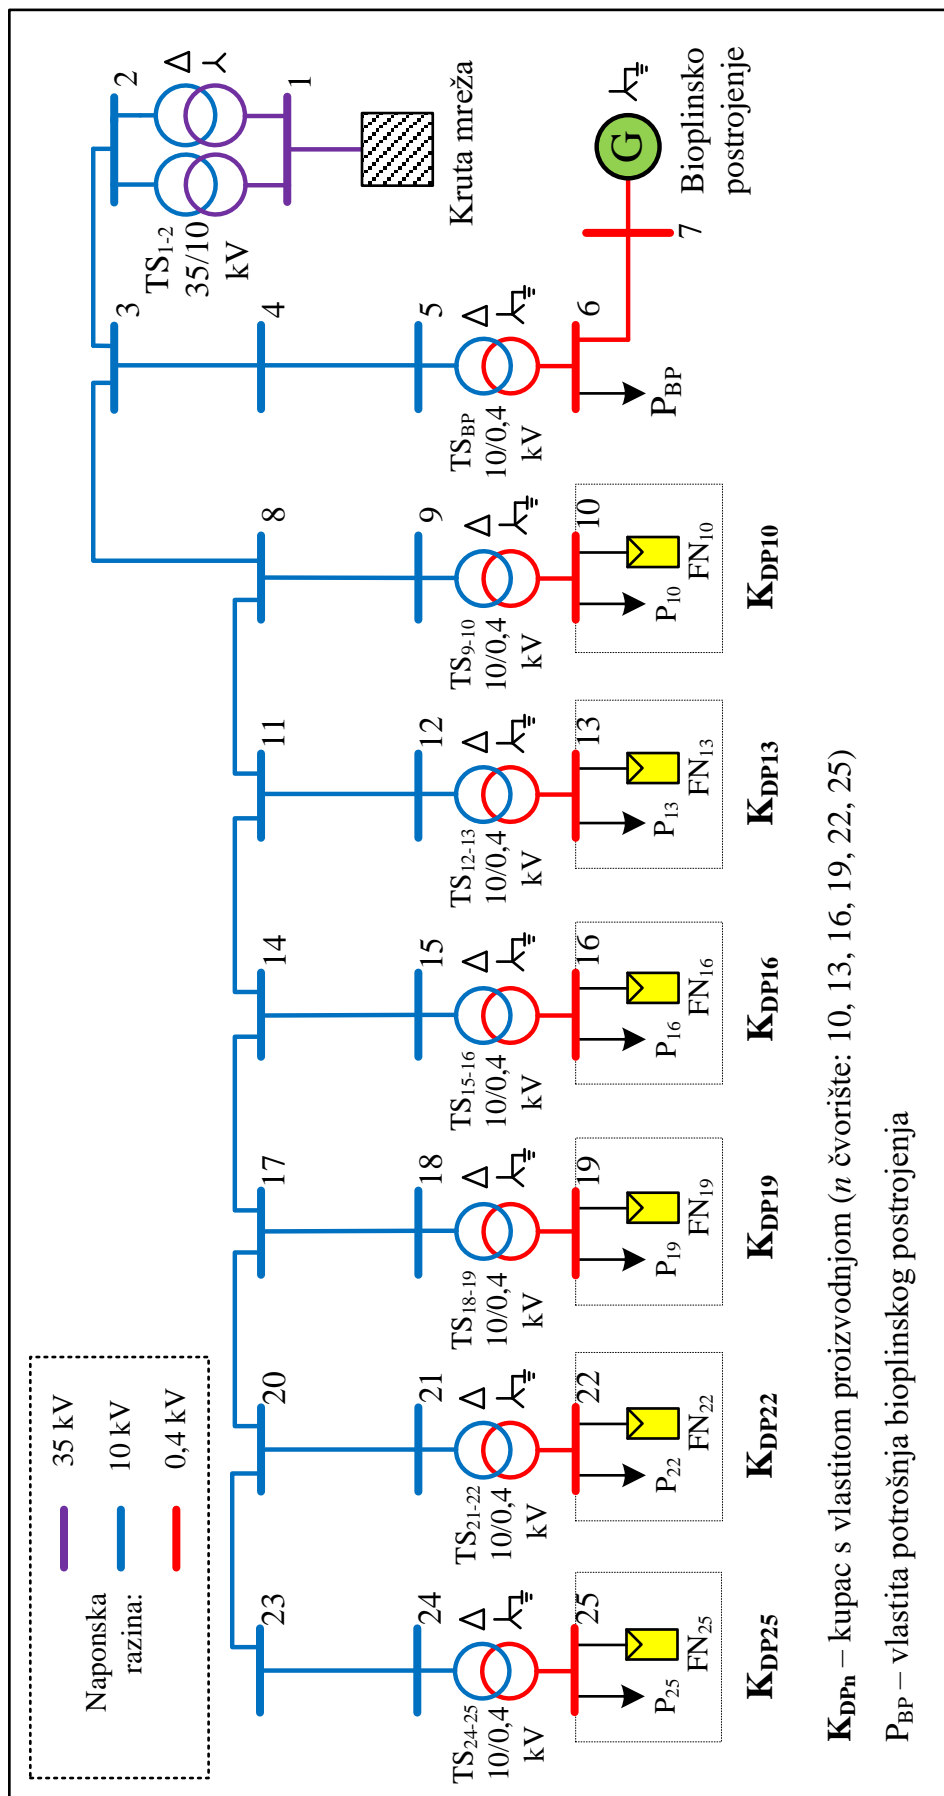 Naponska
razina:
35 kV
10 kV
0,4 kV
23
20
17
14
11
8
3
2
TS1-2
35/10
kV
1
Kruta mreža
24
21
18
15
12
9
4
5
TS24-25
10/0,4
kV
TS21-22
10/0,4
kV
TS18-19
10/0,4
kV
TS15-16
10/0,4
kV
TS12-13
10/0,4
kV
TS9-10
10/0,4
kV
TSBP
10/0,4
kV
25
22
19
16
13
10
6
7
G
Bioplinsko
postrojenje
P25
FN25
P22
FN22
P19
FN19
P16
FN16
P13
FN13
P10
FN10
PBP
KDP25
KDP22
KDP19
KDP16
KDP13
KDP10
KDPn – kupac s vlastitom proizvodnjom (n čvorište: 10, 13, 16, 19, 22, 25)
PBP – vlastita potrošnja bioplinskog postrojenja